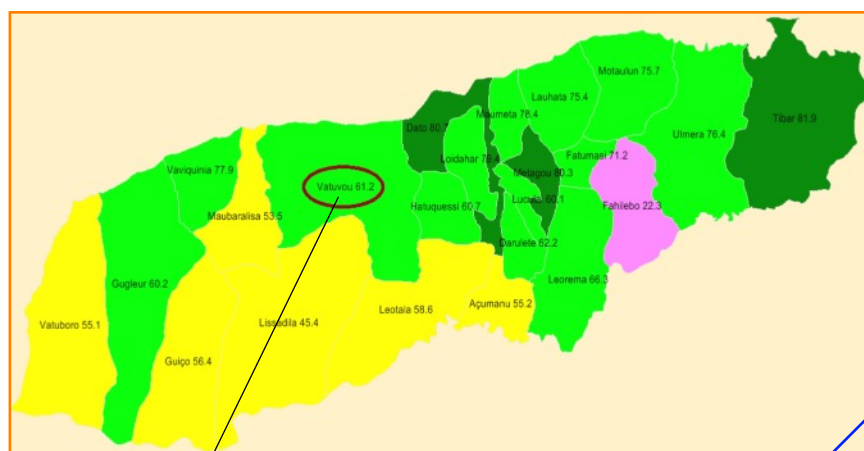 Motaulun 75.7
Lauhata 75.4
Maumeta 78.4
Tibar 81.9
Dato 80.7
Ulmera 76.4
Fatumasi 71.2
Loidahar 79.4
Vaviquinia 77.9
Metagou 80.3
Vatuvou 61.2
Luculai 60.1
Hatuquessi 60.7
Fahilebo 22.3
Maubaralisa 53.5
Darulete 62.2
Leorema 66.3
Gugleur 60.2
Açumanu 55.2
Leotala 58.6
Lissadila 45.4
Vatuboro 55.1
Guiço 56.4